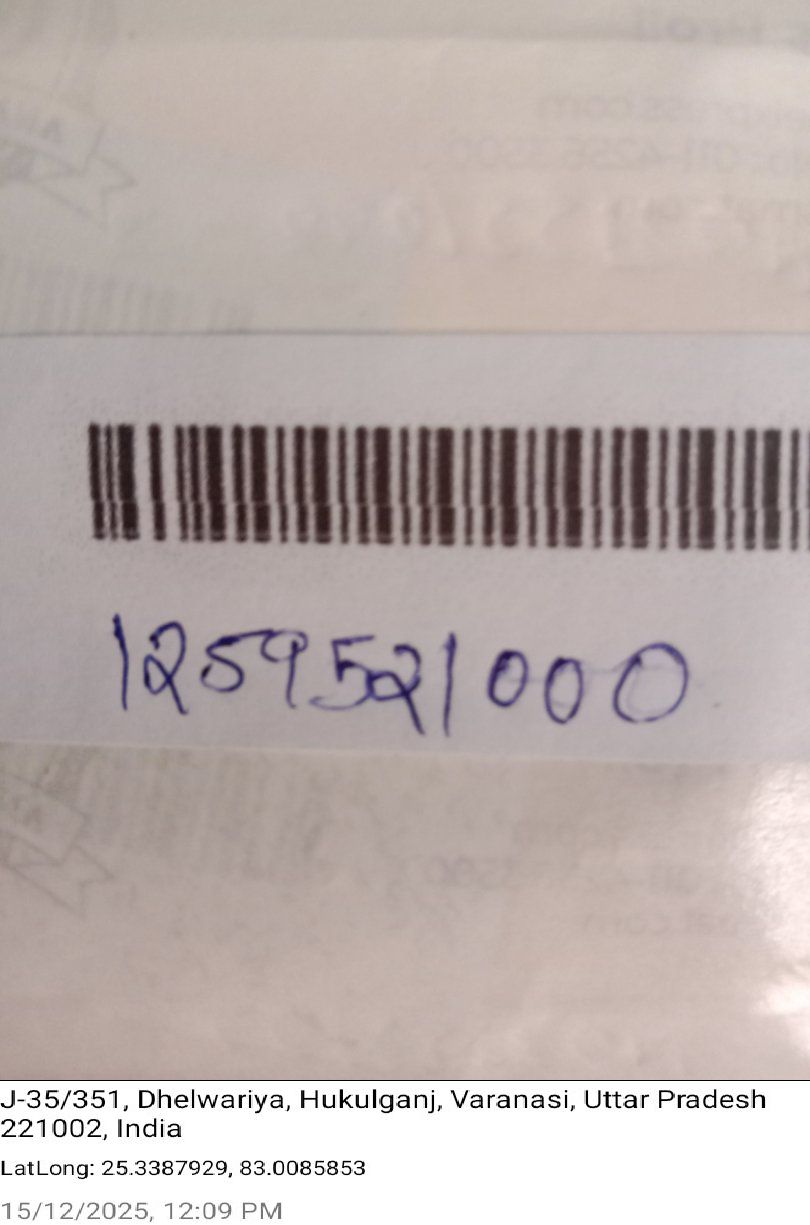 1259521000
J-35/351, Dhelwariya, Hukulganj, Varanasi, Uttar Pradesh
221002, India
LatLong: 25.3387929, 83.0085853
15/12/2025, 12:09 PM